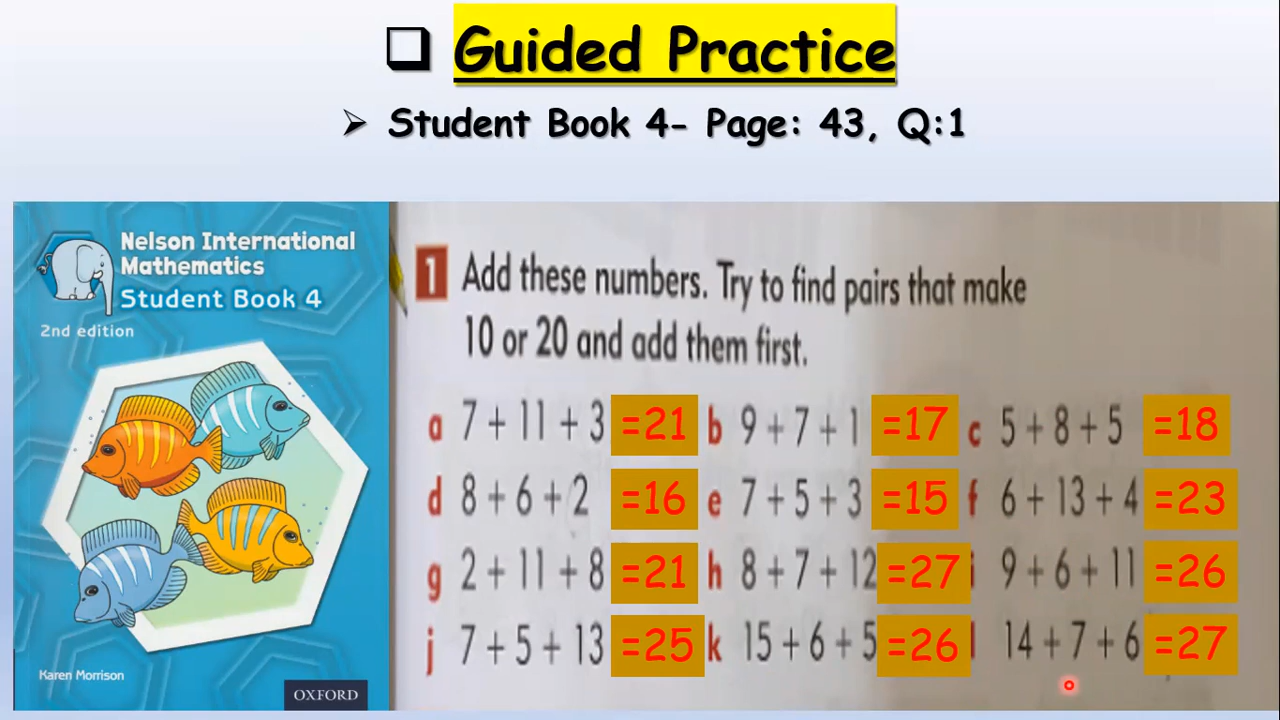 ❑ Guided Practice
➢ Student Book 4- Page: 43, Q:1
Nelson International
Mathematics
Student Book 4
2nd edition
Karen Morrison
OXFORD
1 Add these numbers. Try to find pairs that make
10 or 20 and add them first.
a 7 + 11 + 3 =21 b 9 + 7 + 1 =17 c 5 + 8 + 5 =18
d 8 + 6 + 2 =16 e 7 + 5 + 3 =15 f 6 + 13 + 4 =23
g 2 + 11 + 8 =21 h 8 + 7 + 12 =27 i 9 + 6 + 11 =26
j 7 + 5 + 13 =25 k 15 + 6 + 5 =26 l 14 + 7 + 6 =27